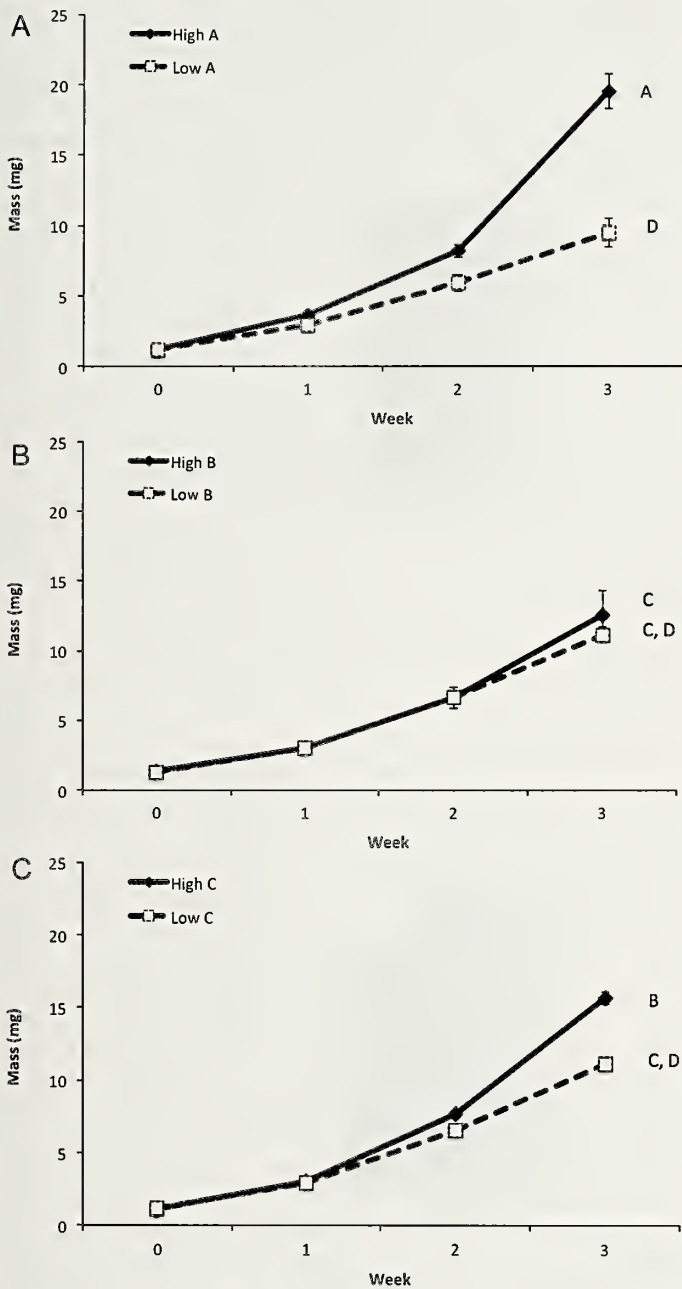 A
25
20
15
10
5
0
Mass (mg)
High A
Low A
A
D
0 1 2 3
Week
B
25
20
15
10
5
0
Mass (mg)
High B
Low B
C
C, D
0 1 2 3
Week
C
25
20
15
10
5
0
Mass (mg)
High C
Low C
B
C, D
0 1 2 3
Week